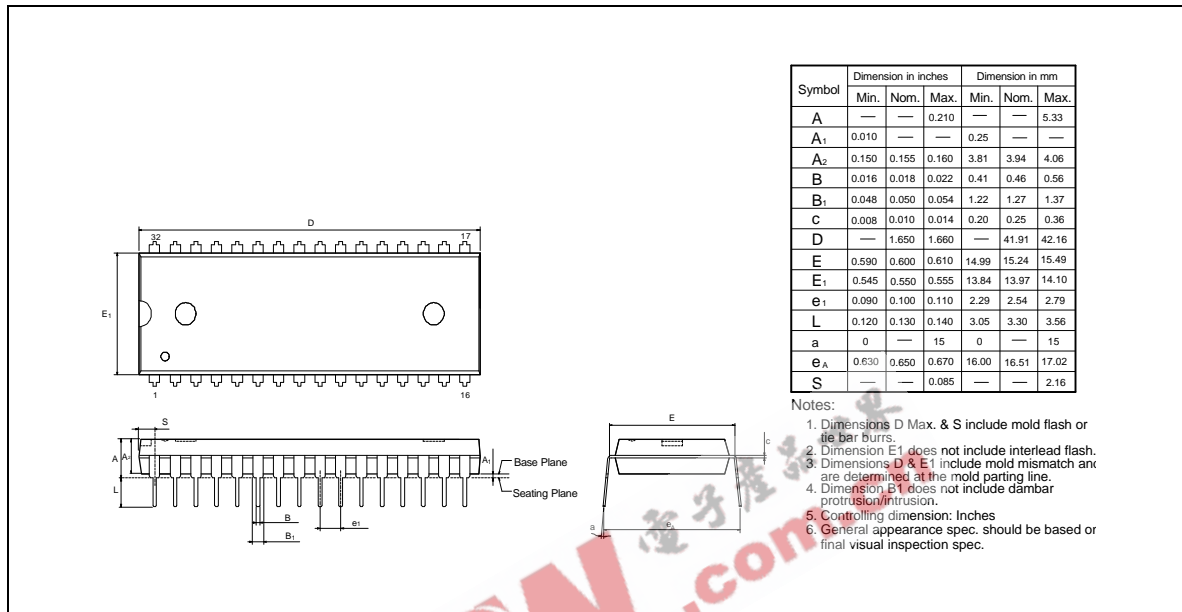 D
32 17
E1
1 16
S
A A2 A1
Base Plane
Seating Plane
L
B
e1
B1
E
c
a eA
Symbol Dimension in inches Dimension in mm
Min. Nom. Max. Min. Nom. Max.
A — — 0.210 — — 5.33
A1 0.010 — — 0.25 — —
A2 0.150 0.155 0.160 3.81 3.94 4.06
B 0.016 0.018 0.022 0.41 0.46 0.56
B1 0.048 0.050 0.054 1.22 1.27 1.37
c 0.008 0.010 0.014 0.20 0.25 0.36
D — 1.650 1.660 — 41.91 42.16
E 0.590 0.600 0.610 14.99 15.24 15.49
E1 0.545 0.550 0.555 13.84 13.97 14.10
e1 0.090 0.100 0.110 2.29 2.54 2.79
L 0.120 0.130 0.140 3.05 3.30 3.56
a 0 — 15 0 — 15
eA 0.630 0.650 0.670 16.00 16.51 17.02
S — — 0.085 — — 2.16
Notes:
1. Dimensions D Max. & S include mold flash or
tie bar burrs.
2. Dimension E1 does not include interlead flash.
3. Dimensions D & E1 include mold mismatch and
are determined at the mold parting line.
4. Dimension B1 does not include dambar
protrusion/intrusion.
5. Controlling dimension: Inches
6. General appearance spec. should be based on
final visual inspection spec.
電子產品世界
.com.cn